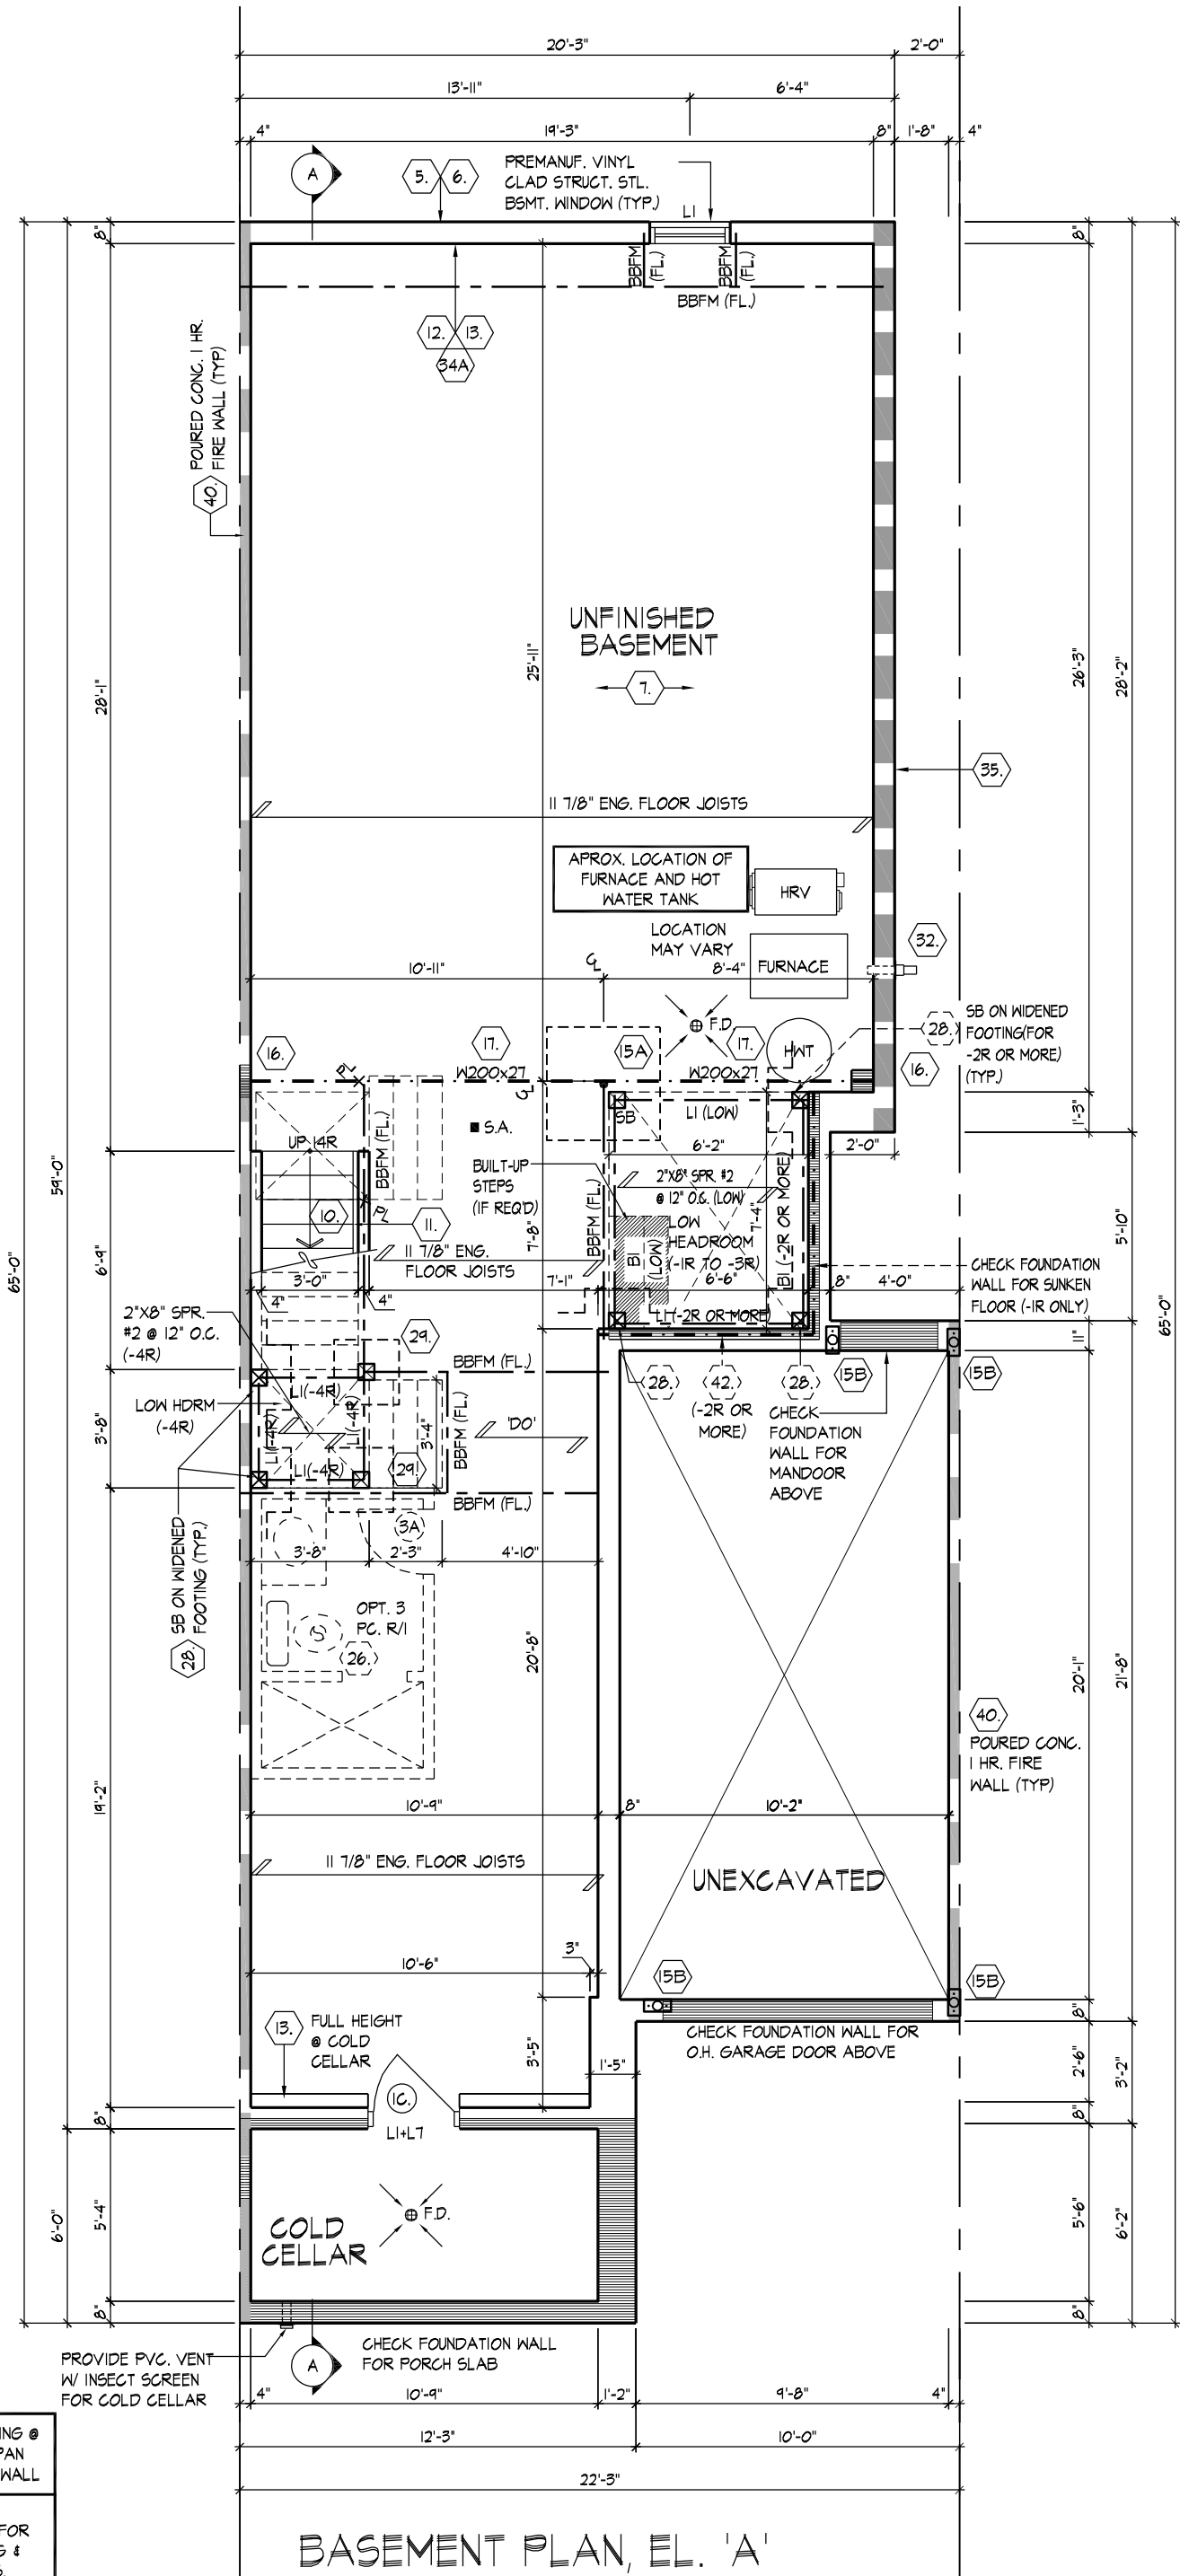 20'-3"
2'-0"
13'-11"
6'-4"
4"
19'-3"
8"
1'-8"
4"
A
5.
6.
PREMANUF. VINYL
CLAD STRUCT. STL.
BSMT. WINDOW (TYP.)
L1
8"
8"
BBFM
(FL.)
BBFM
(FL.)
BBFM (FL.)
12.
13.
34A
POURED CONC. 1 HR.
FIRE WALL (TYP)
40.
UNFINISHED
BASEMENT
7.
25'-11"
28'-1"
26'-3"
28'-2"
35.
11 7/8" ENG. FLOOR JOISTS
APROX. LOCATION OF
FURNACE AND HOT
WATER TANK
HRV
LOCATION
MAY VARY
FURNACE
32.
10'-11"
CL
8'-4"
F.D.
SB ON WIDENED
FOOTING(FOR
-2R OR MORE)
(TYP.)
28.
16.
17.
15A
17.
HWT
16.
PL
W200x27
W200x27
CL
SB
L1 (LOW)
1'-3"
S.A.
UP 14R
BBFM (FL.)
6'-2"
2'-0"
59'-0"
65'-0"
BUILT-UP
STEPS
(IF REQ'D)
2"X8" SPR. #2
@ 12" O.C. (LOW)
LOW
HEADROOM
(-1R TO -3R)
6'-6"
7'-4"
B1 (-2R OR MORE)
B1
(LOW)
BBFM (FL.)
7'-8"
10.
11.
PL
11 7/8" ENG.
FLOOR JOISTS
6'-9"
5'-10"
CHECK FOUNDATION
WALL FOR SUNKEN
FLOOR (-1R ONLY)
3'-0"
7'-1"
8"
4'-0"
4"
4"
L1 (-2R OR MORE)
2"X8" SPR.
#2 @ 12" O.C.
(-4R)
29.
BBFM (FL.)
11"
15B
15B
28.
42.
28.
(-2R OR
MORE)
CHECK
FOUNDATION
WALL FOR
MANDOOR
ABOVE
65'-0"
LOW HDRM
(-4R)
L1(-4R)
L1(-4R)
L1(-4R)
L1(-4R)
3'-4"
BBFM (FL.)
'DO'
3'-8"
29.
BBFM (FL.)
3A
3'-8"
2'-3"
4'-10"
SB ON WIDENED
FOOTING (TYP.)
28.
OPT. 3
PC. R/I
26.
20'-8"
20'-1"
21'-8"
40.
POURED CONC.
1 HR. FIRE
WALL (TYP)
19'-2"
10'-9"
8"
10'-2"
11 7/8" ENG. FLOOR JOISTS
UNEXCAVATED
10'-6"
3"
15B
15B
8"
13.
FULL HEIGHT
@ COLD
CELLAR
CHECK FOUNDATION WALL FOR
O.H. GARAGE DOOR ABOVE
3'-5"
1'-5"
2'-6"
3'-2"
1C.
L1+L7
8"
8"
F.D.
COLD
CELLAR
6'-0"
5'-4"
5'-6"
6'-2"
8"
8"
PROVIDE PVC. VENT
W/ INSECT SCREEN
FOR COLD CELLAR
A
CHECK FOUNDATION WALL
FOR PORCH SLAB
4"
10'-9"
1'-2"
9'-8"
4"
12'-3"
10'-0"
22'-3"
ING @
PAN
WALL
FOR
BASEMENT PLAN, EL. 'A'